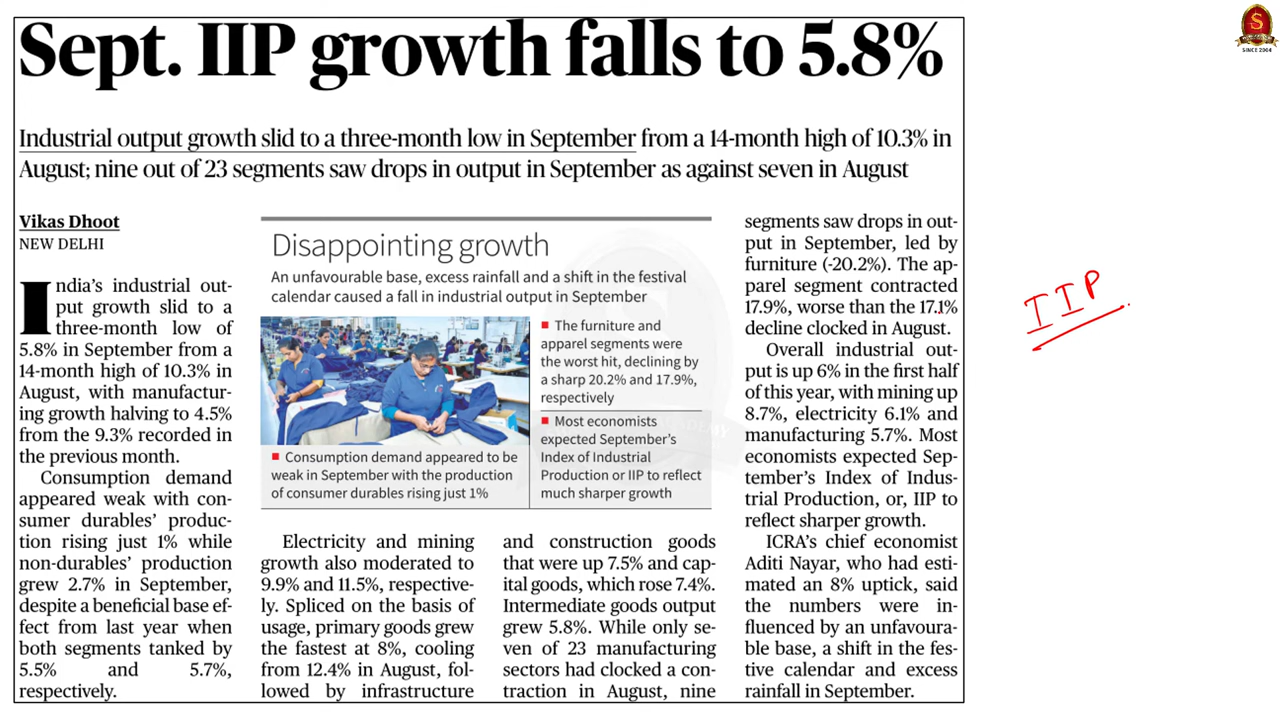 Sept. IIP growth falls to 5.8%
Industrial output growth slid to a three-month low in September from a 14-month high of 10.3% in
August; nine out of 23 segments saw drops in output in September as against seven in August
Vikas Dhoot
NEW DELHI
India's industrial out-
put growth slid to a
three-month low of
5.8% in September from a
14-month high of 10.3% in
August, with manufactur-
ing growth halving to 4.5%
from the 9.3% recorded in
the previous month.
Consumption demand
appeared weak with con-
sumer durables' produc-
tion rising just 1% while
non-durables' production
grew 2.7% in September,
despite a beneficial base ef-
fect from last year when
both segments tanked by
5.5% and 5.7%,
respectively.
Disappointing growth
An unfavourable base, excess rainfall and a shift in the festival
calendar caused a fall in industrial output in September
■ Consumption demand appeared to be
weak in September with the production
of consumer durables rising just 1%
■ The furniture and
apparel segments were
the worst hit, declining by
a sharp 20.2% and 17.9%,
respectively
■ Most economists
expected September's
Index of Industrial
Production or IIP to reflect
much sharper growth
Electricity and mining
growth also moderated to
9.9% and 11.5%, respective-
ly. Spliced on the basis of
usage, primary goods grew
the fastest at 8%, cooling
from 12.4% in August, fol-
lowed by infrastructure
and construction goods
that were up 7.5% and cap-
ital goods, which rose 7.4%.
Intermediate goods output
grew 5.8%. While only se-
ven of 23 manufacturing
sectors had clocked a con-
traction in August, nine
segments saw drops in out-
put in September, led by
furniture (-20.2%). The ap-
parel segment contracted
17.9%, worse than the 17.1%
decline clocked in August.
Overall industrial out-
put is up 6% in the first half
of this year, with mining up
8.7%, electricity 6.1% and
manufacturing 5.7%. Most
economists expected Sep-
tember's Index of Indus-
trial Production, or, IIP to
reflect sharper growth.
ICRA's chief economist
Aditi Nayar, who had esti-
mated an 8% uptick, said
the numbers were in-
fluenced by an unfavoura-
ble base, a shift in the fes-
tive calendar and excess
rainfall in September.
IIP
SINCE 2004